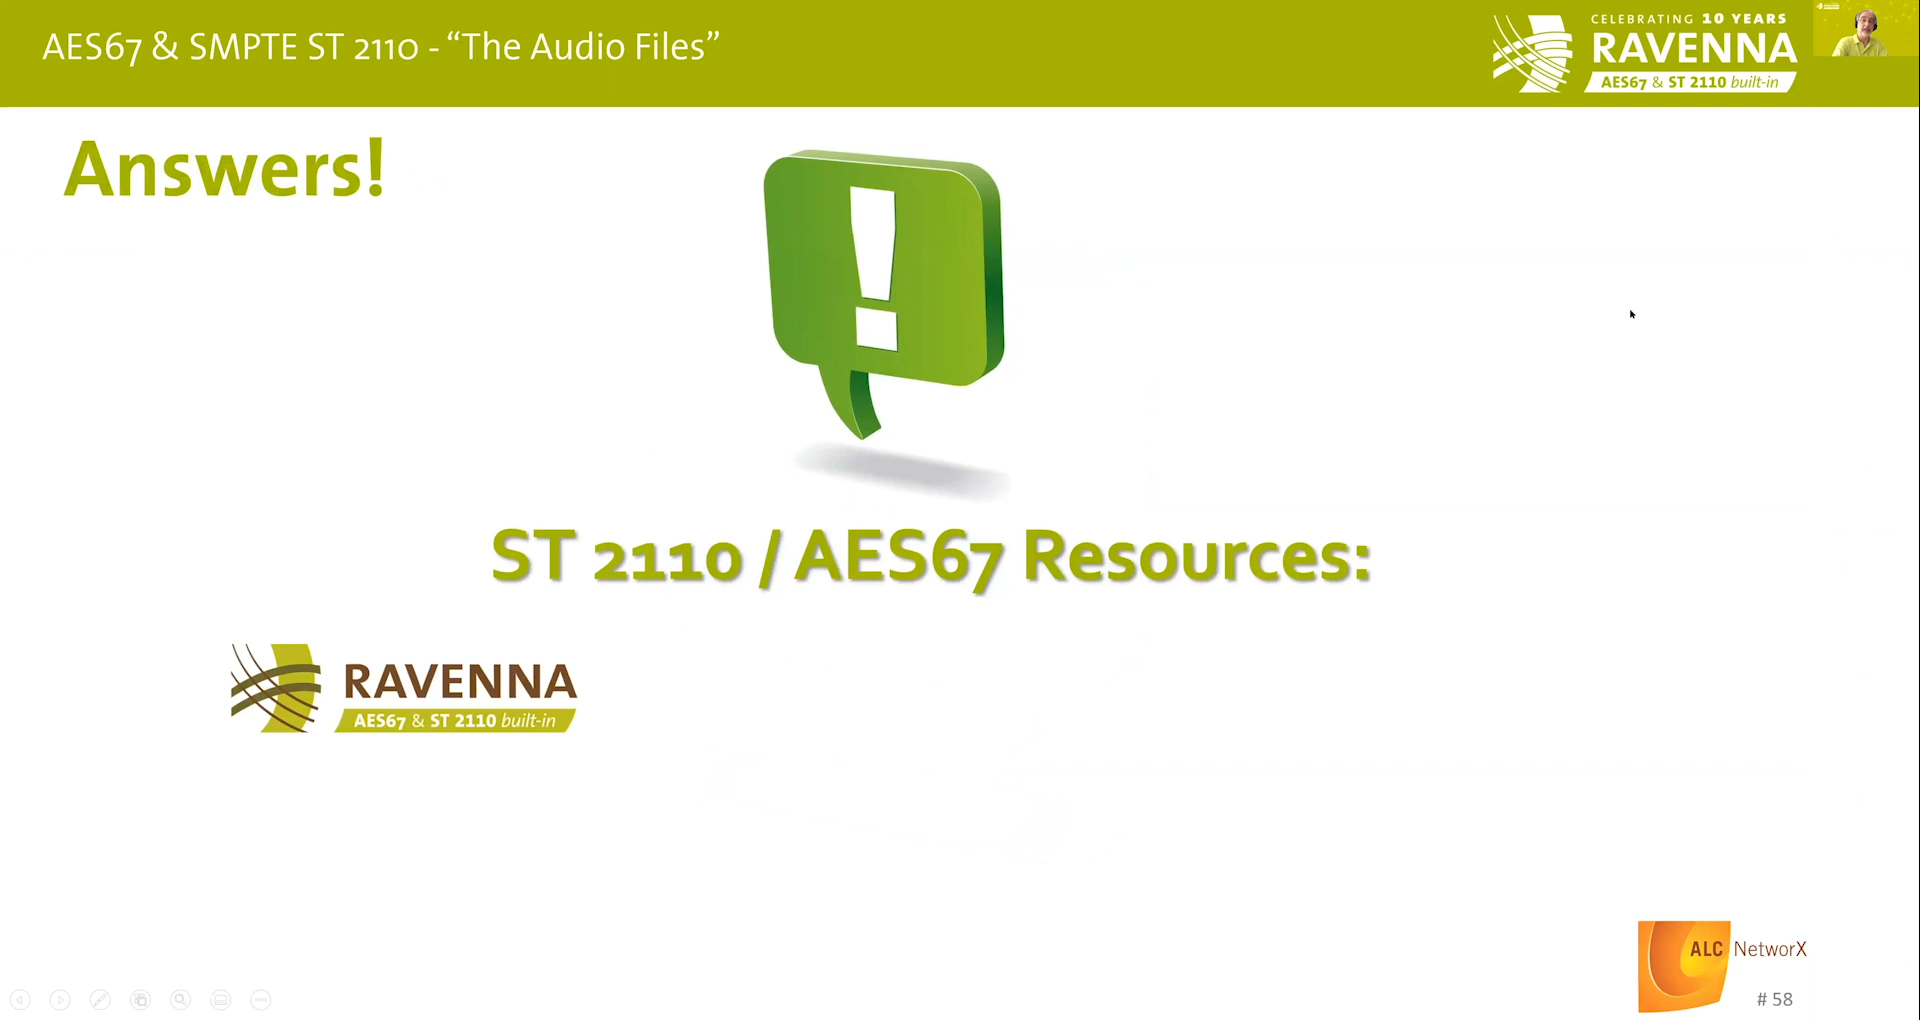 AES67 & SMPTE ST 2110 - “The Audio Files”
CELEBRATING 10 YEARS
RAVENNA
AES67 & ST 2110 built-in
Answers!
!
ST 2110 / AES67 Resources:
RAVENNA
AES67 & ST 2110 built-in
ALC NetworX
# 58